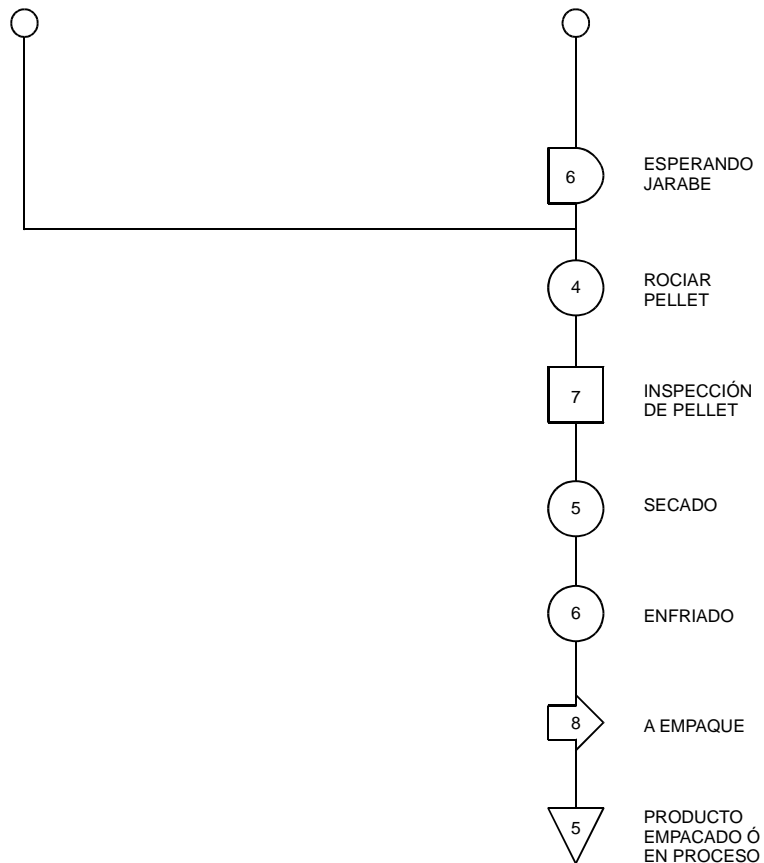 6
ESPERANDO
JARABE
4
ROCIAR
PELLET
7
INSPECCIÓN
DE PELLET
5
SECADO
6
ENFRIADO
8
A EMPAQUE
5
PRODUCTO
EMPACADO Ó
EN PROCESO